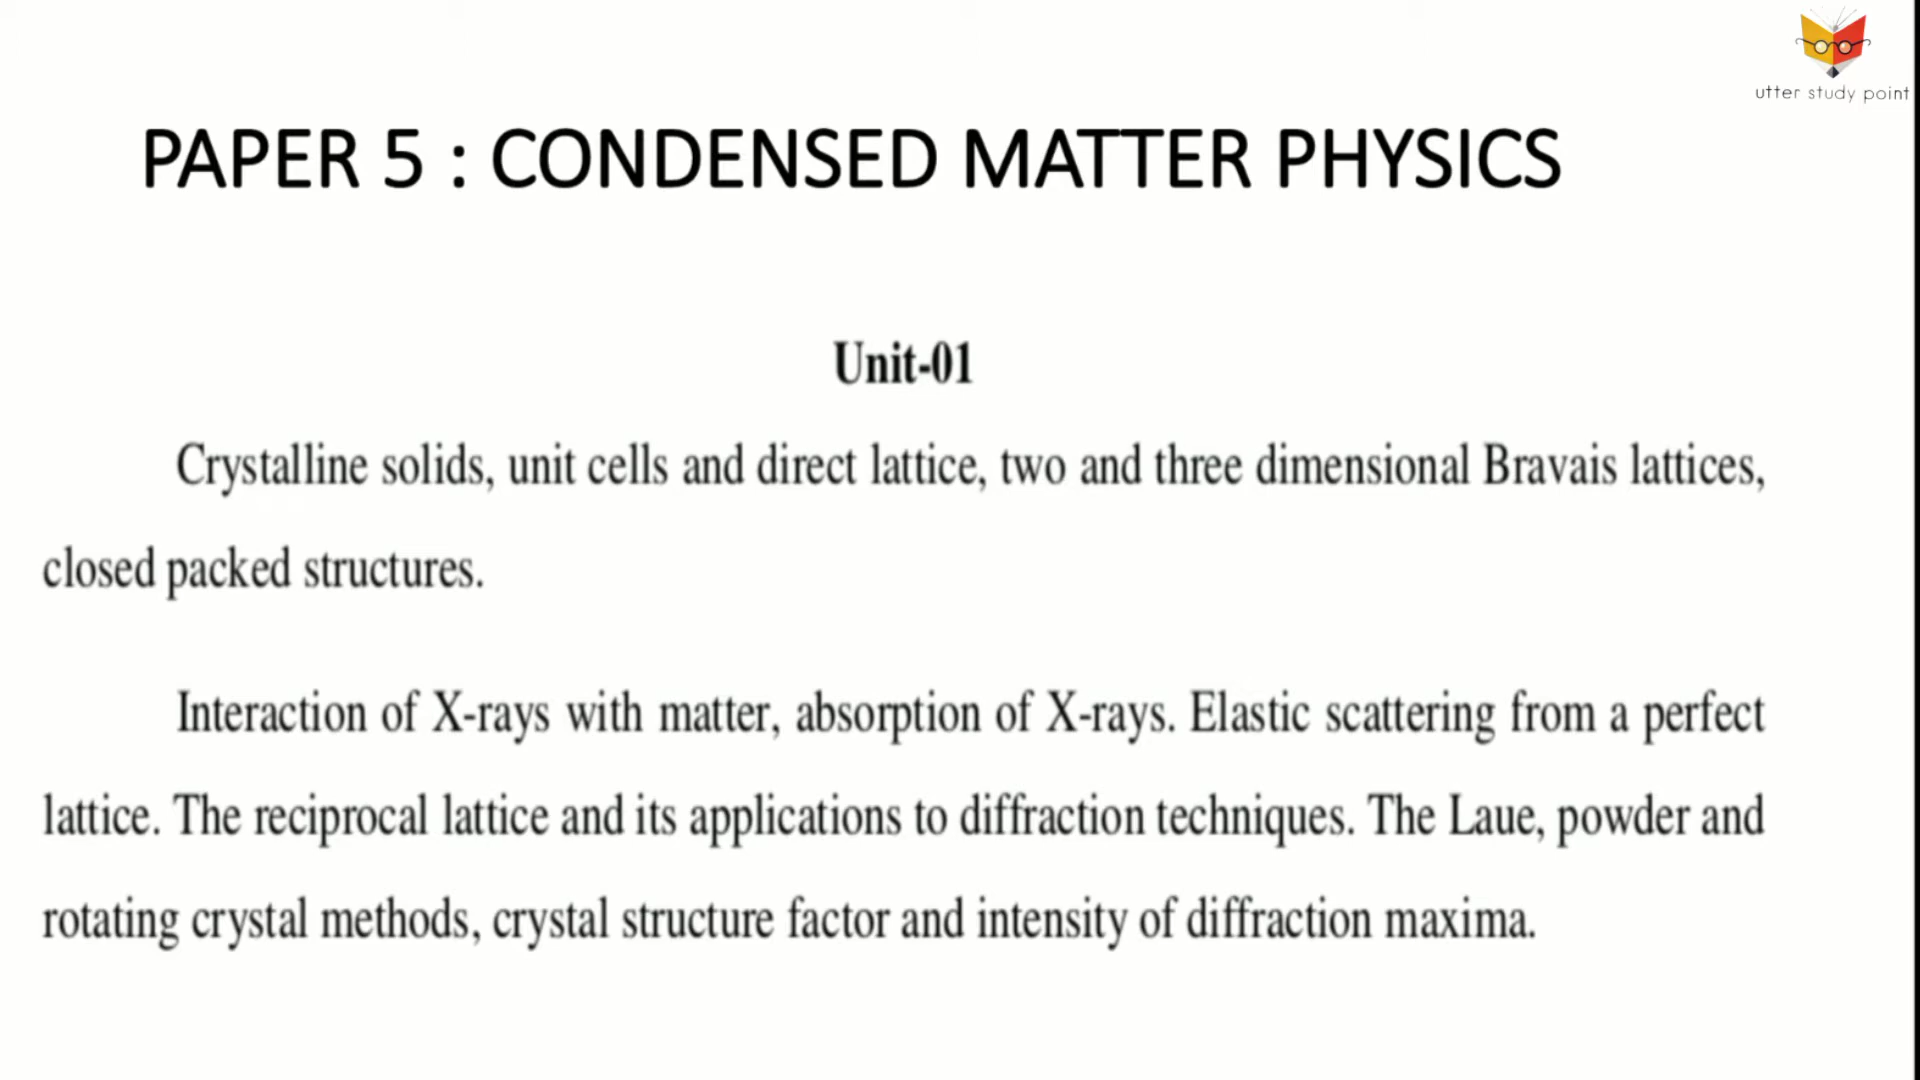 utter study point
PAPER 5 : CONDENSED MATTER PHYSICS
Unit-01
Crystalline solids, unit cells and direct lattice, two and three dimensional Bravais lattices,
closed packed structures.
Interaction of X-rays with matter, absorption of X-rays. Elastic scattering from a perfect
lattice. The reciprocal lattice and its applications to diffraction techniques. The Laue, powder and
rotating crystal methods, crystal structure factor and intensity of diffraction maxima.